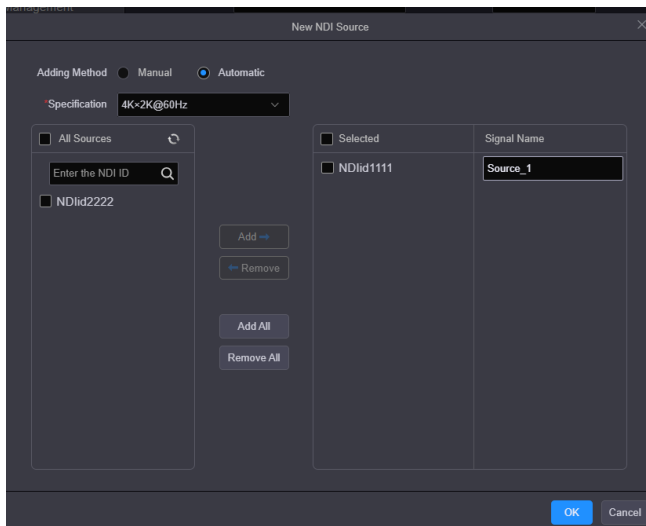 Management
New NDI Source
Adding Method Manual Automatic
*Specification 4K×2K@60Hz
All Sources
Enter the NDI ID
NDIid2222
Add
Remove
Add All
Remove All
Selected Signal Name
NDIid1111 Source_1
OK Cancel